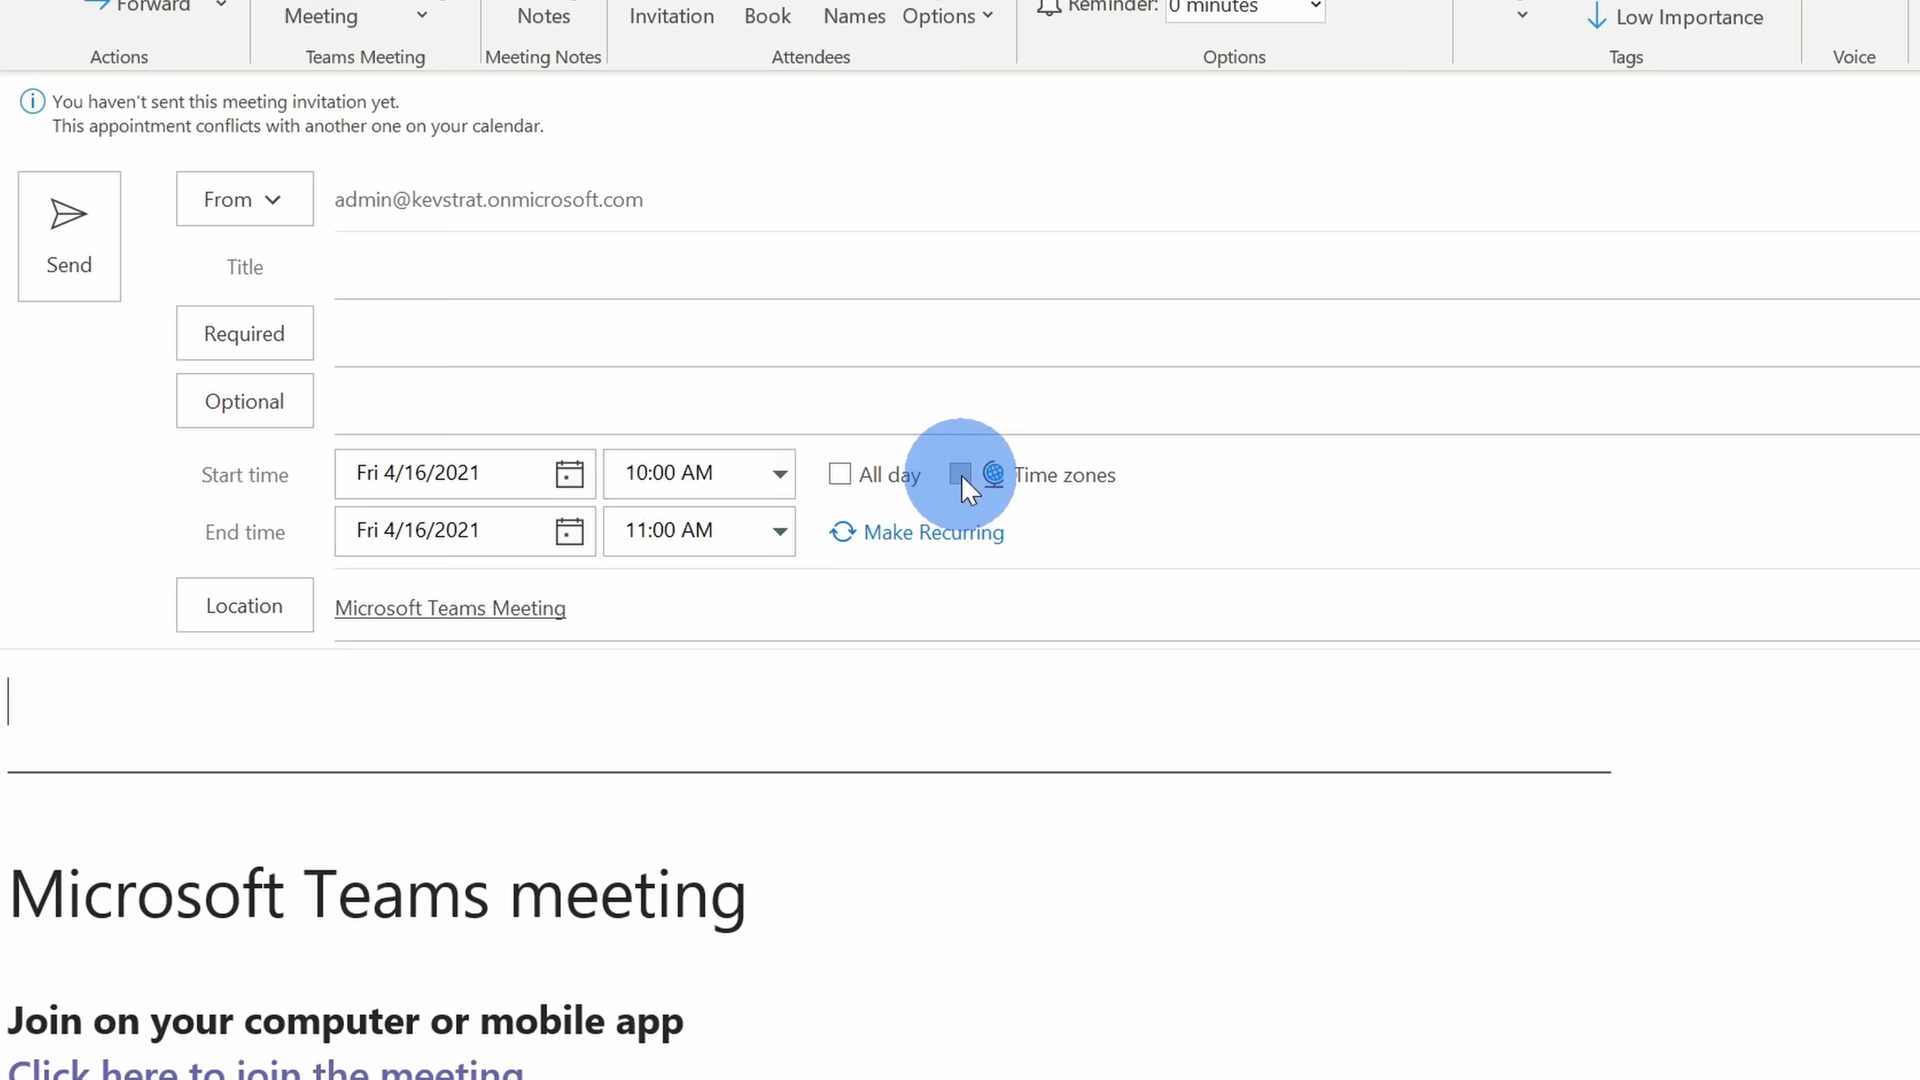 Forward
Meeting Notes Invitation Book Names Options Reminder: 0 minutes Low Importance
Actions Teams Meeting Meeting Notes Attendees Options Tags Voice
You haven't sent this meeting invitation yet.
This appointment conflicts with another one on your calendar.
From admin@kevstrat.onmicrosoft.com
Send
Title
Required
Optional
Start time Fri 4/16/2021 10:00 AM All day Time zones
End time Fri 4/16/2021 11:00 AM Make Recurring
Location Microsoft Teams Meeting
Microsoft Teams meeting
Join on your computer or mobile app
Click here to join the meeting